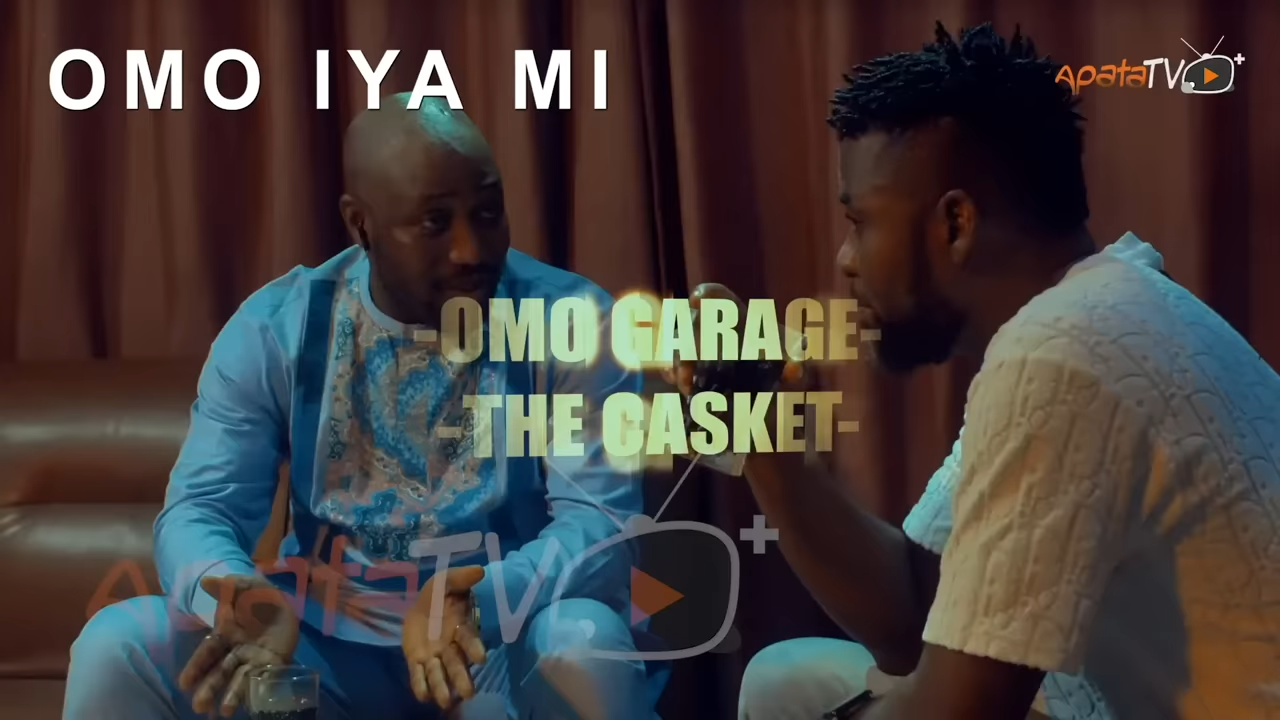 OMO IYA MI
ApataTV+
-OMO GARAGE-
-THE CASKET-
ApataTV+